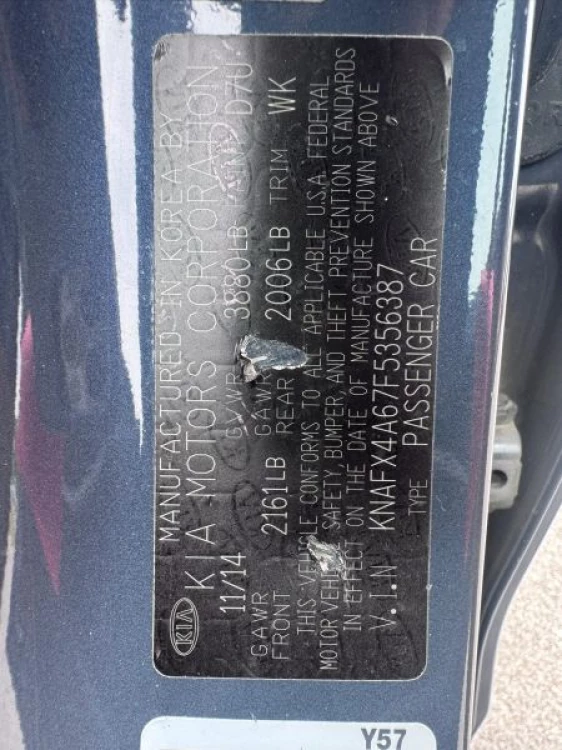 MANUFACTURED IN KOREA BY
KIA KIA MOTORS CORPORATION
11/14 GVWR 3880LB PAINT D7U
GAWR FRONT 2161LB GAWR REAR 2006LB TRIM WK
THIS VEHICLE CONFORMS TO ALL APPLICABLE U.S.A. FEDERAL
MOTOR VEHICLE SAFETY, BUMPER, AND THEFT PREVENTION STANDARDS
IN EFFECT ON THE DATE OF MANUFACTURE SHOWN ABOVE
V.I.N KNAFX4A67F5356387
TYPE PASSENGER CAR
Y57